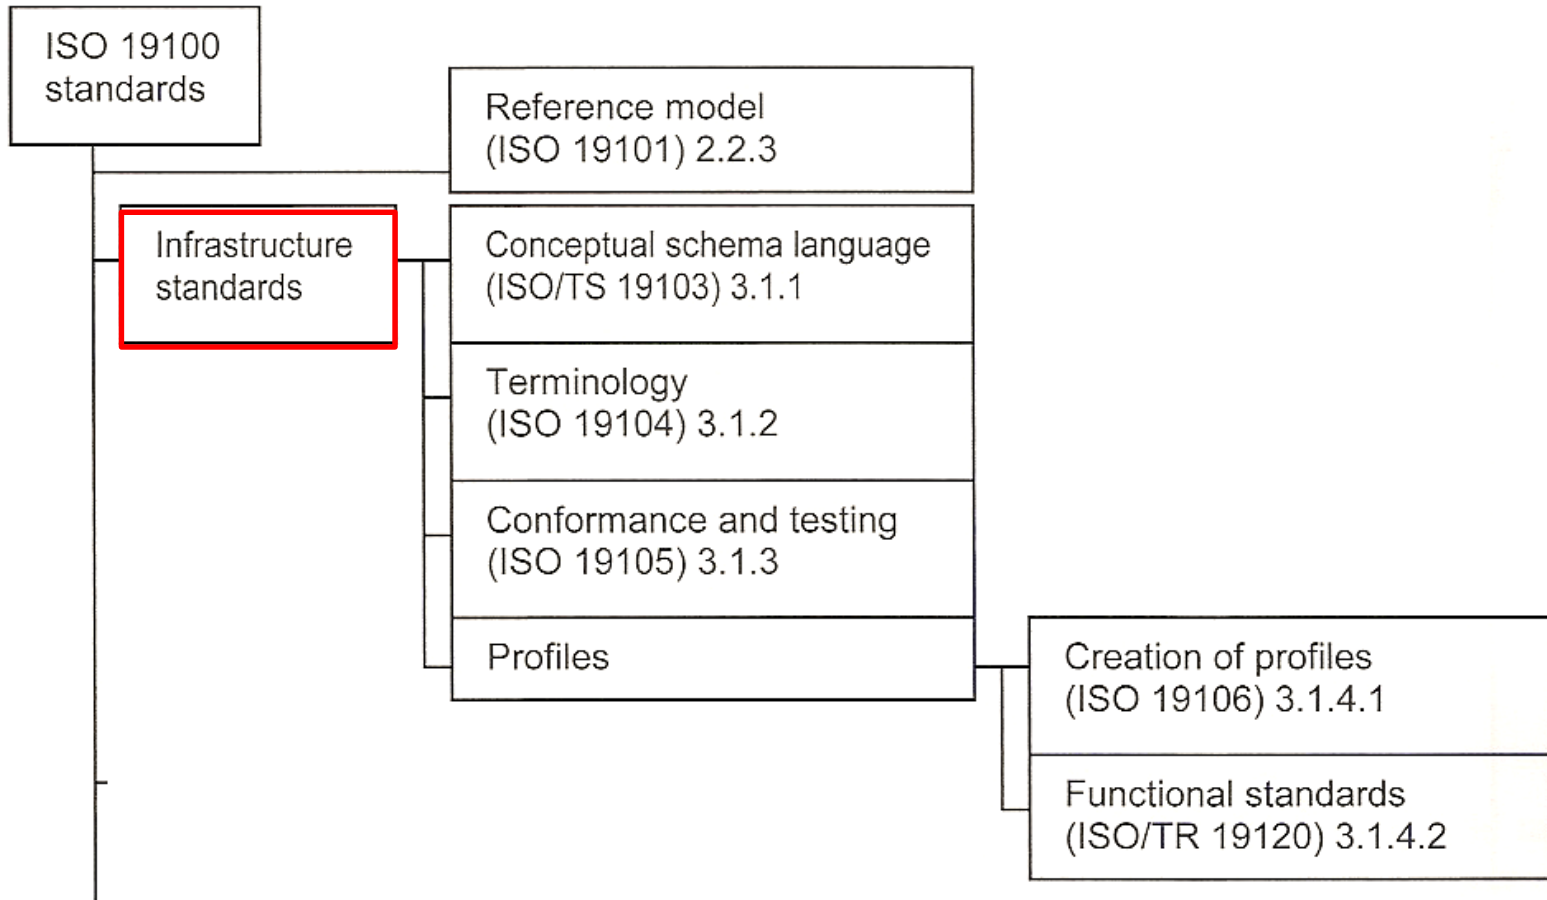 ISO 19100
standards
Reference model
(ISO 19101) 2.2.3
Infrastructure
standards
Conceptual schema language
(ISO/TS 19103) 3.1.1
Terminology
(ISO 19104) 3.1.2
Conformance and testing
(ISO 19105) 3.1.3
Profiles
Creation of profiles
(ISO 19106) 3.1.4.1
Functional standards
(ISO/TR 19120) 3.1.4.2